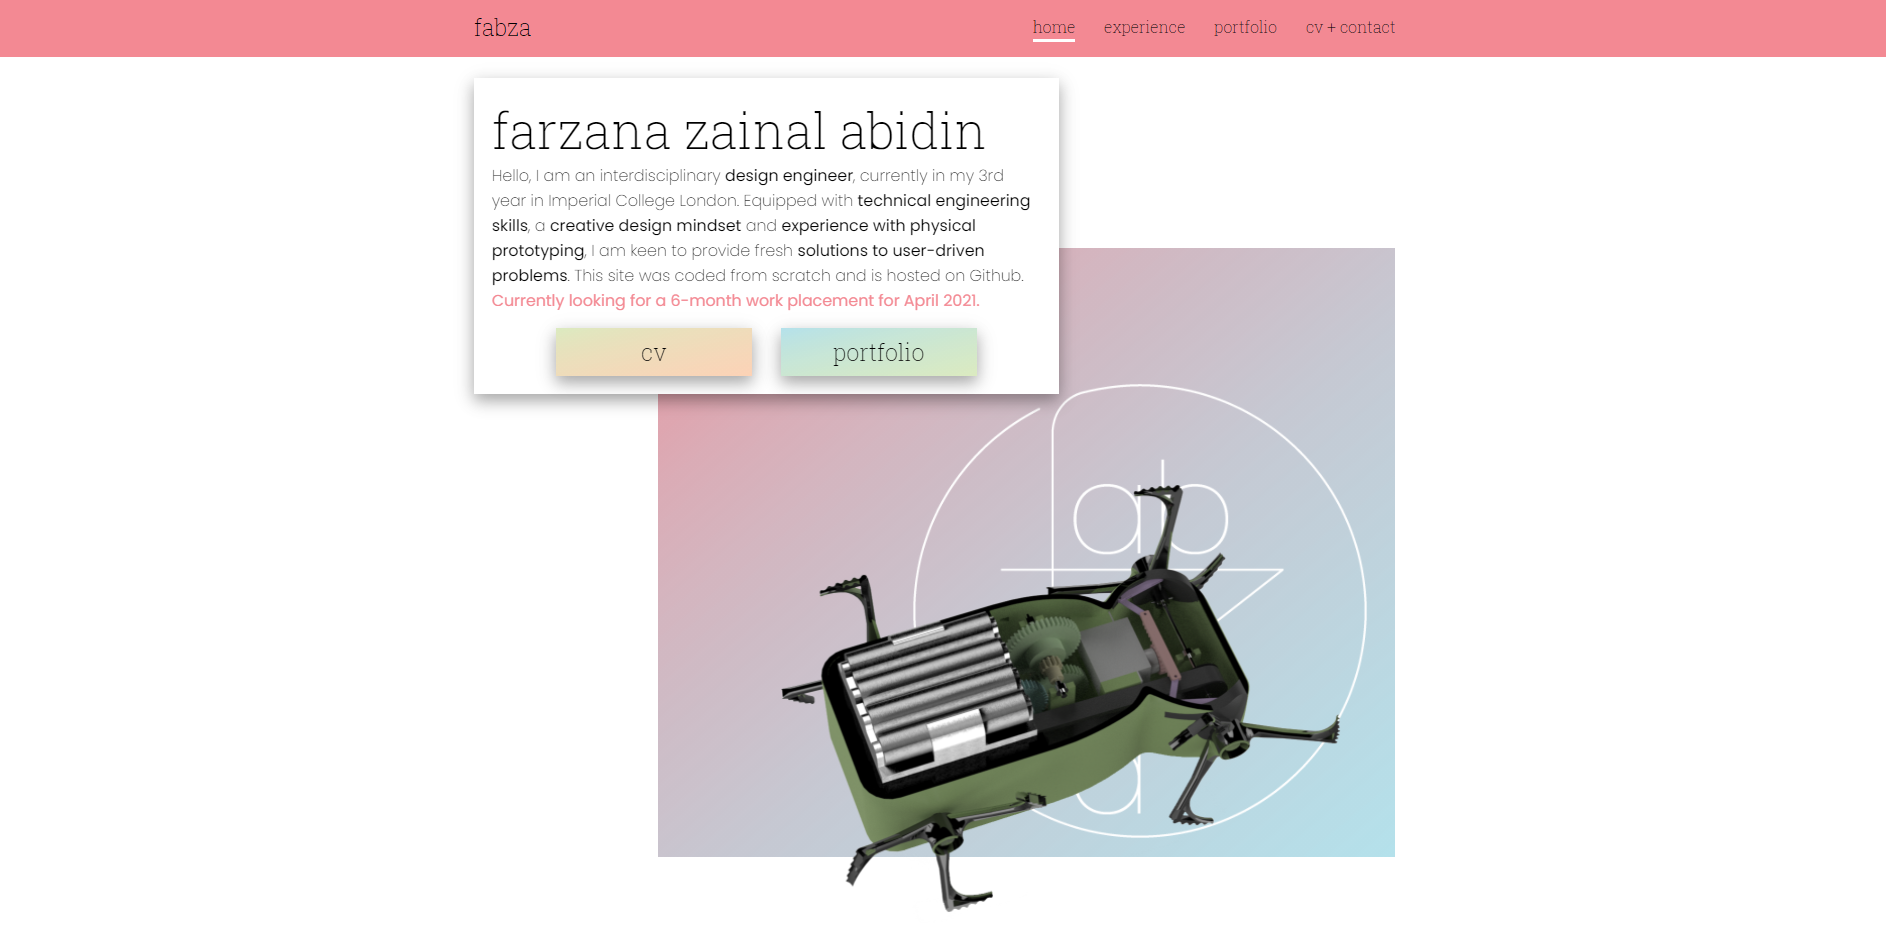 fabza
home experience portfolio cv + contact
farzana zainal abidin
Hello, I am an interdisciplinary design engineer, currently in my 3rd
year in Imperial College London. Equipped with technical engineering
skills, a creative design mindset and experience with physical
prototyping, I am keen to provide fresh solutions to user-driven
problems. This site was coded from scratch and is hosted on Github.
Currently looking for a 6-month work placement for April 2021.
cv portfolio
ab